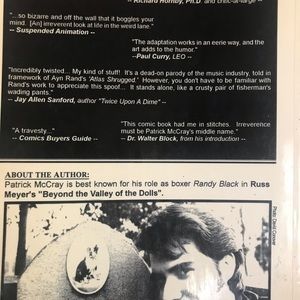 -- Richard Hornby, Ph.D. and critic-at-large --
"... so bizarre and off the wall that it boggles your
mind. [An] irreverent look at life in the weird lane."
-- Suspended Animation --
"The adaptation works in an eerie way, and the
art adds to the humor."
--Paul Curry, LEO --
"Incredibly twisted... My kind of stuff! It's a dead-on parody of the music industry, told in
framework of Ayn Rand's 'Atlas Shrugged.' However, you don't have to be familiar with
Rand's work to appreciate this spoof... It stands alone, like a crusty pair of fisherman's
wading pants."
-- Jay Allen Sanford, author "Twice Upon A Dime" --
"This comic book had me in stitches. Irreverence
must be Patrick McCray's middle name."
-- Dr. Walter Block, from his introduction --
"A travesty..."
-- Comics Buyers Guide --
ABOUT THE AUTHOR:
Patrick McCray is best known for his role as boxer Randy Black in Russ
Meyer's "Beyond the Valley of the Dolls".
Photo: David Conover